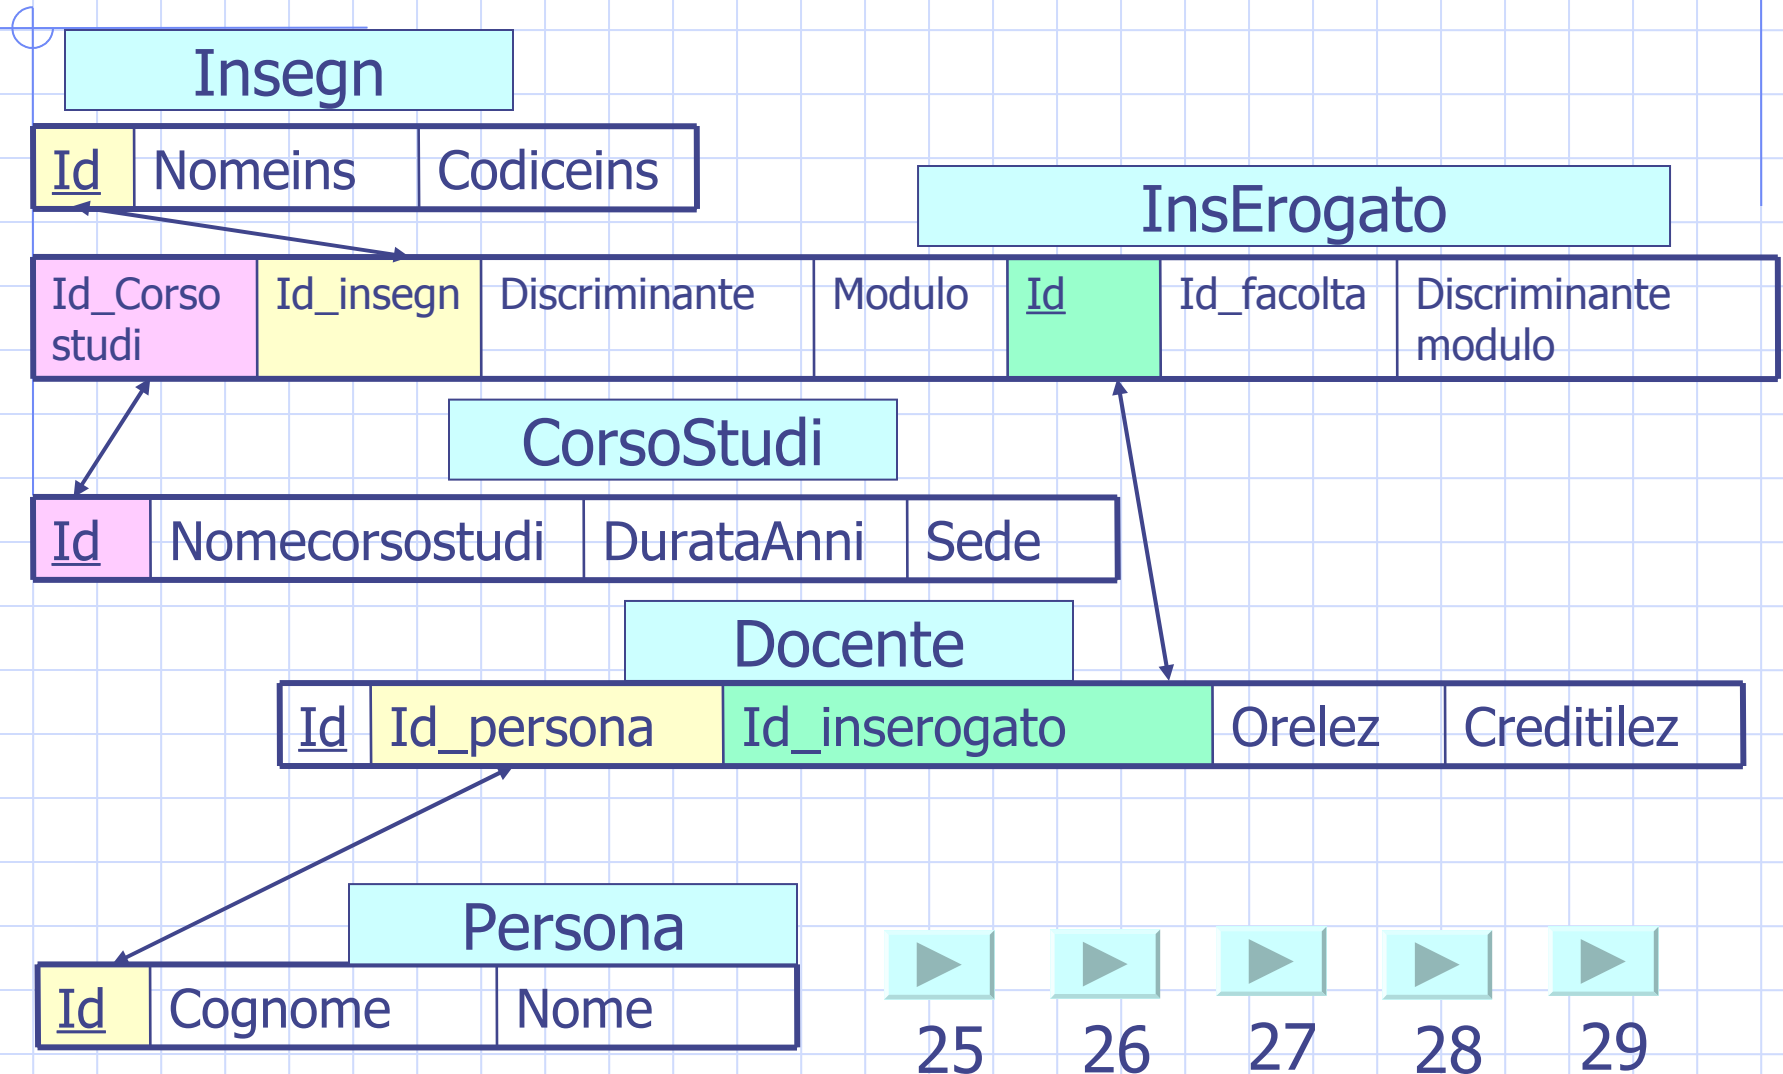 Insegn
Id Nomeins Codiceins
InsErogato
Id_Corso Id_insegn Discriminante Modulo Id Id_facolta Discriminante
studi modulo
CorsoStudi
Id Nomecorsostudi DurataAnni Sede
Docente
Id Id_persona Id_inserogato Orelez Creditilez
Persona
Id Cognome Nome
25 26 27 28 29